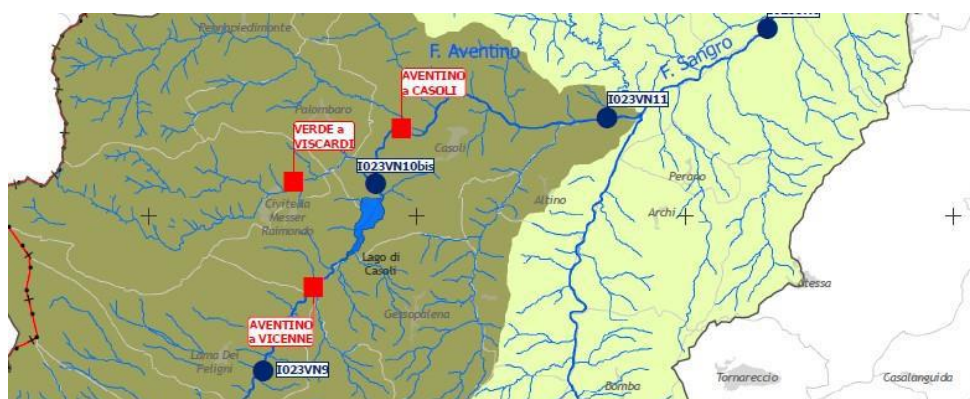 Pennapiedimonte
F. Aventino
F. Sangro
AVENTINO
a CASOLI
I023VN11
Palombaro
VERDE a
VISCARDI
Casoli
I023VN10bis
Perano
Civitella
Messer
Raimondo
Altino
Archi
Lago di
Casoli
Gessopalena
AVENTINO
a VICENNE
Lama Dei
Peligni
I023VN9
Bomba
Tornareccio
Casalanguida